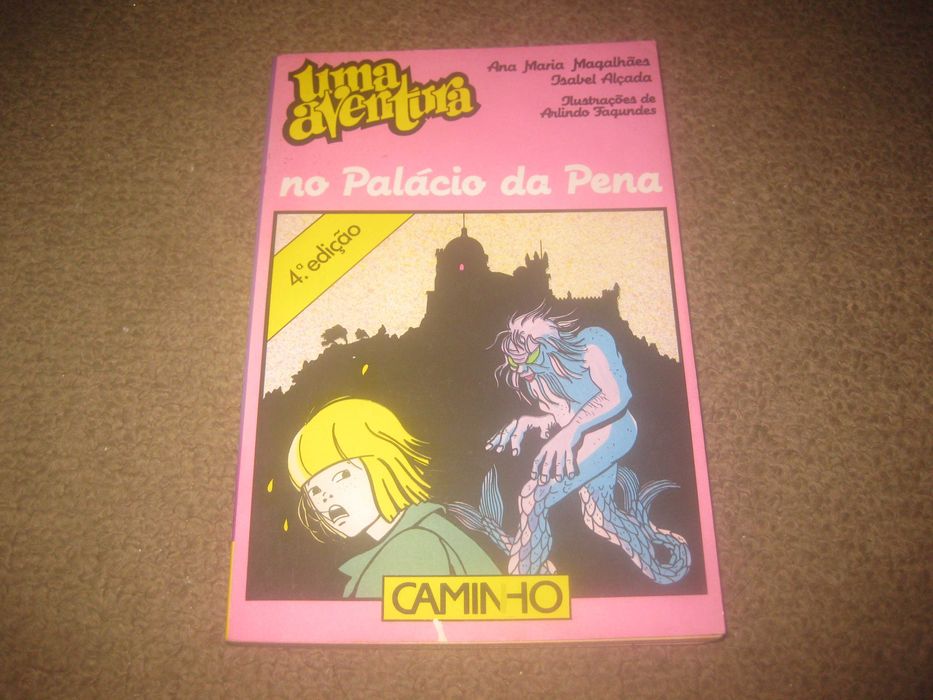 uma
aventura
Ana Maria Magalhães
Isabel Alçada
Ilustrações de
Arlindo Fagundes
no Palácio da Pena
4.ª edição
CAMINHO